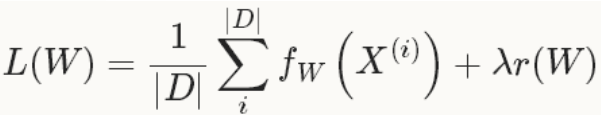 L(W) = \frac{1}{|D|} \sum_{i}^{|D|} f_W \left( X^{(i)} \right) + \lambda r(W)